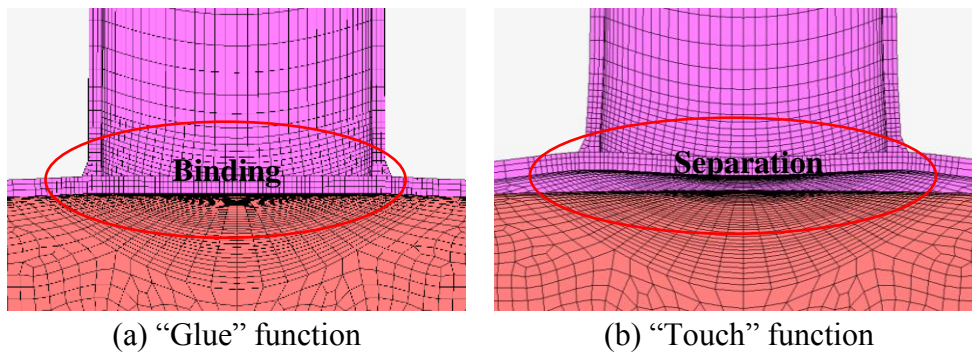 Binding
Separation
(a) “Glue” function
(b) “Touch” function